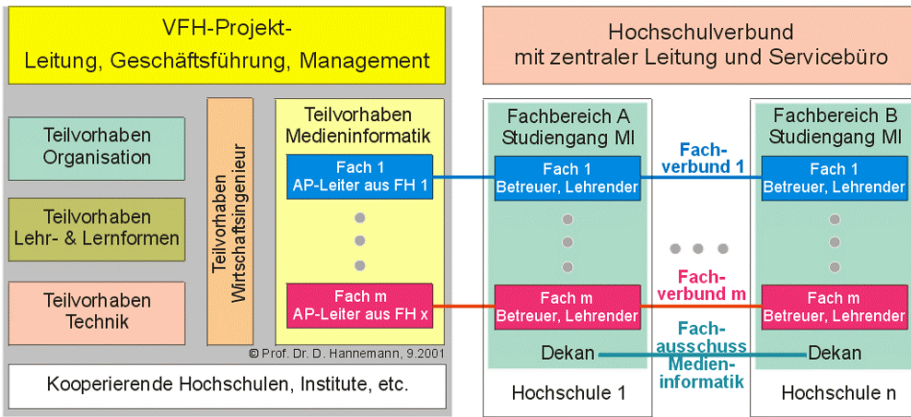 VFH-Projekt-
Leitung, Geschäftsführung, Management
Teilvorhaben
Organisation
Teilvorhaben
Lehr- & Lernformen
Teilvorhaben
Technik
Teilvorhaben
Wirtschaftsingenieur
Teilvorhaben
Medieninformatik
Fach 1
AP-Leiter aus FH 1
Fach m
AP-Leiter aus FH x
© Prof. Dr. D. Hannemann, 9.2001
Kooperierende Hochschulen, Institute, etc.
Hochschulverbund
mit zentraler Leitung und Servicebüro
Fachbereich A
Studiengang MI
Fach 1
Betreuer, Lehrender
Fach m
Betreuer, Lehrender
Dekan
Hochschule 1
Fach-
verbund 1
Fach-
verbund m
Fach-
ausschuss
Medien-
informatik
Fachbereich B
Studiengang MI
Fach 1
Betreuer, Lehrender
Fach m
Betreuer, Lehrender
Dekan
Hochschule n